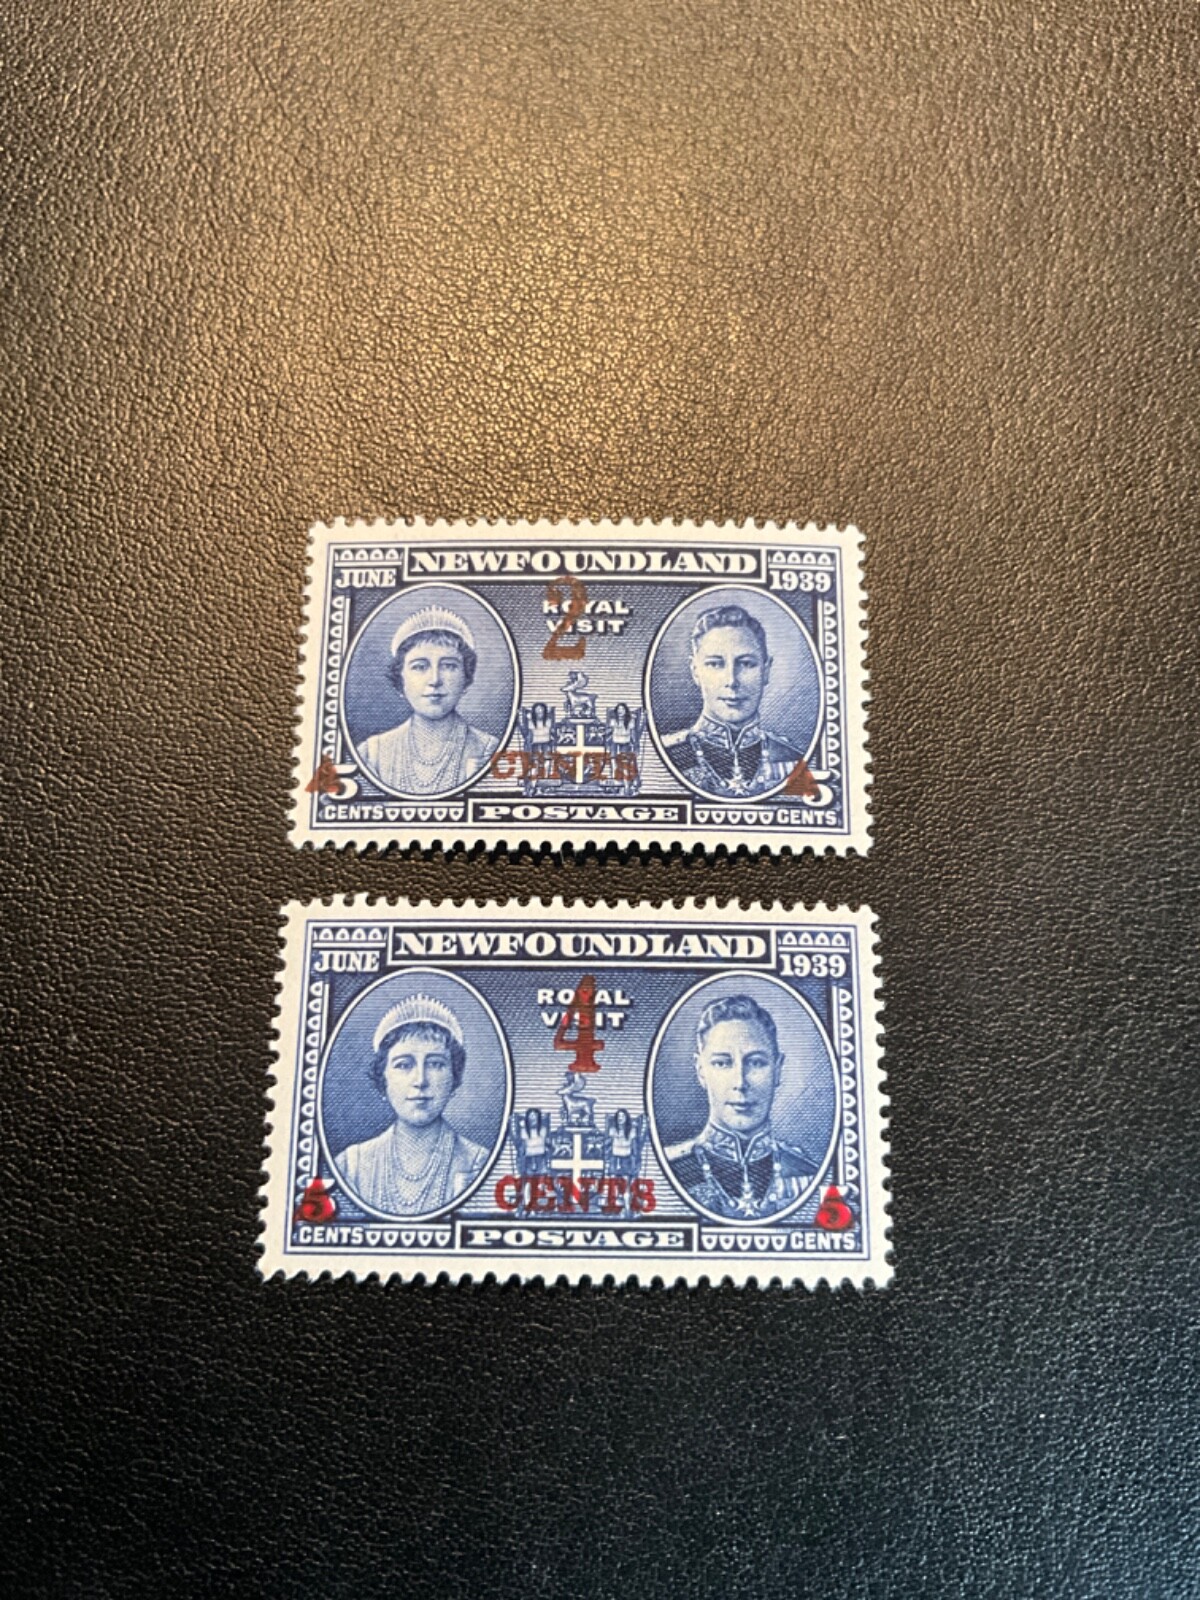 NEWFOUNDLAND
JUNE 1939
2
ROYAL
VISIT
CENTS
5 5
CENTS POSTAGE CENTS
NEWFOUNDLAND
JUNE 1939
4
ROYAL
VISIT
CENTS
5 5
CENTS POSTAGE CENTS